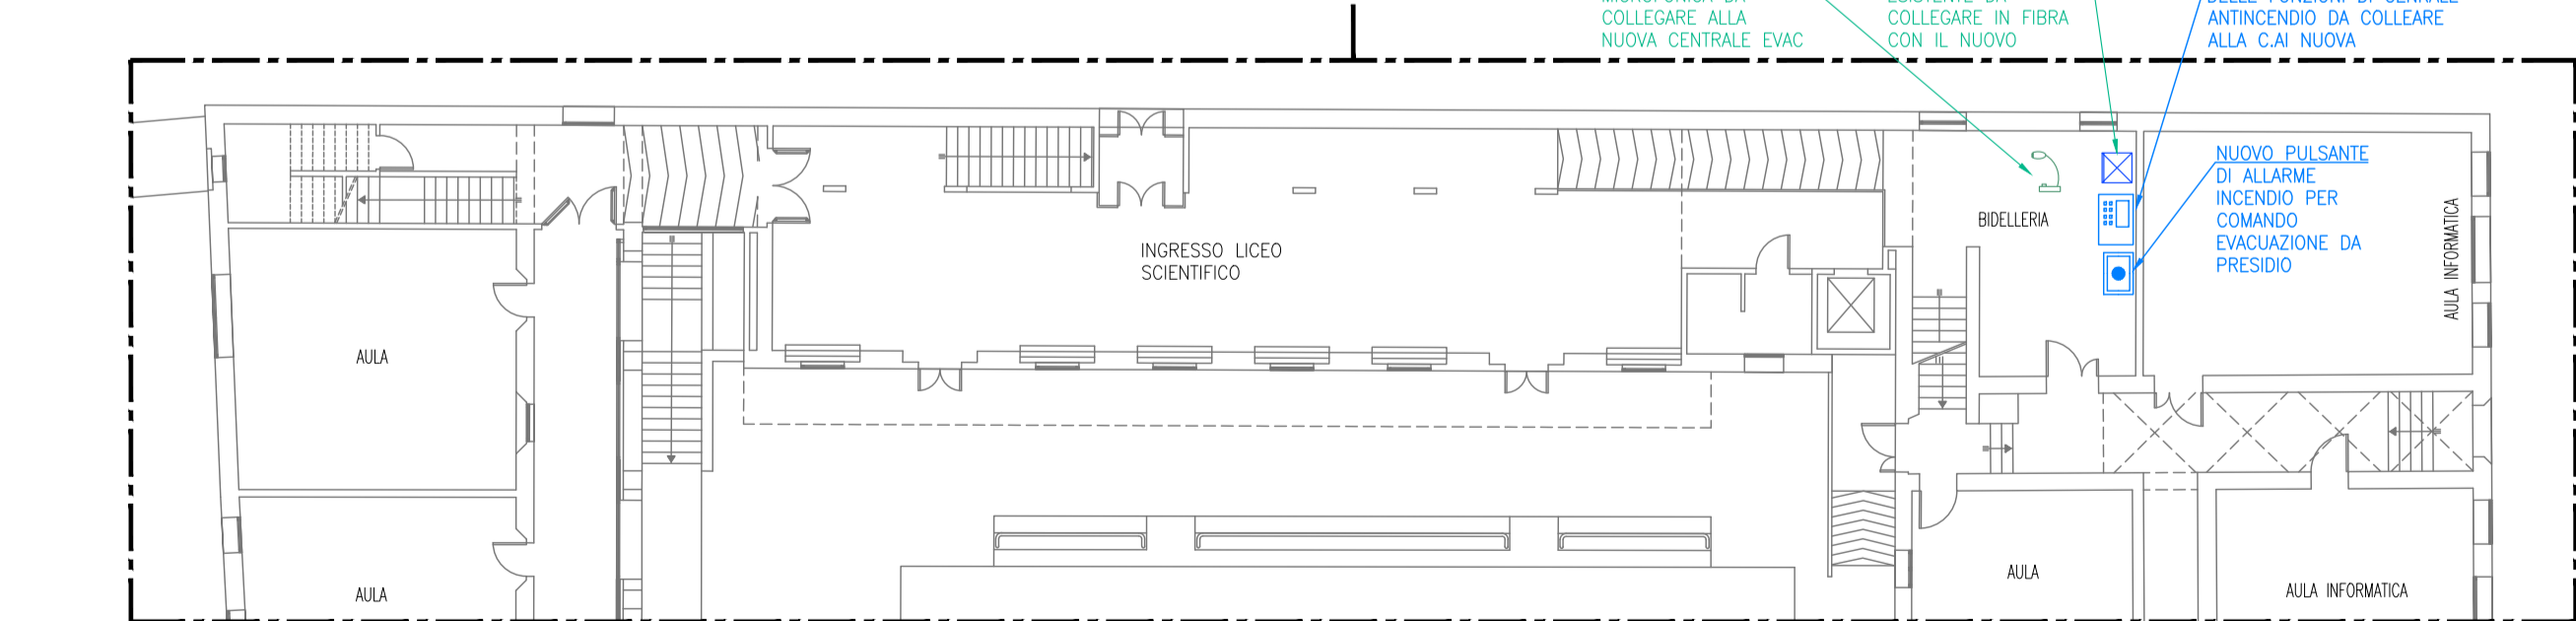 COLLEGARE ALLA
NUOVA CENTRALE EVAC
COLLEGARE IN FIBRA
CON IL NUOVO
ANTINCENDIO DA COLLEARE
ALLA C.AI NUOVA
NUOVO PULSANTE
DI ALLARME
INCENDIO PER
COMANDO
EVACUAZIONE DA
PRESIDIO
BIDELLERIA
AULA INFORMATICA
INGRESSO LICEO
SCIENTIFICO
AULA
AULA
AULA
AULA INFORMATICA